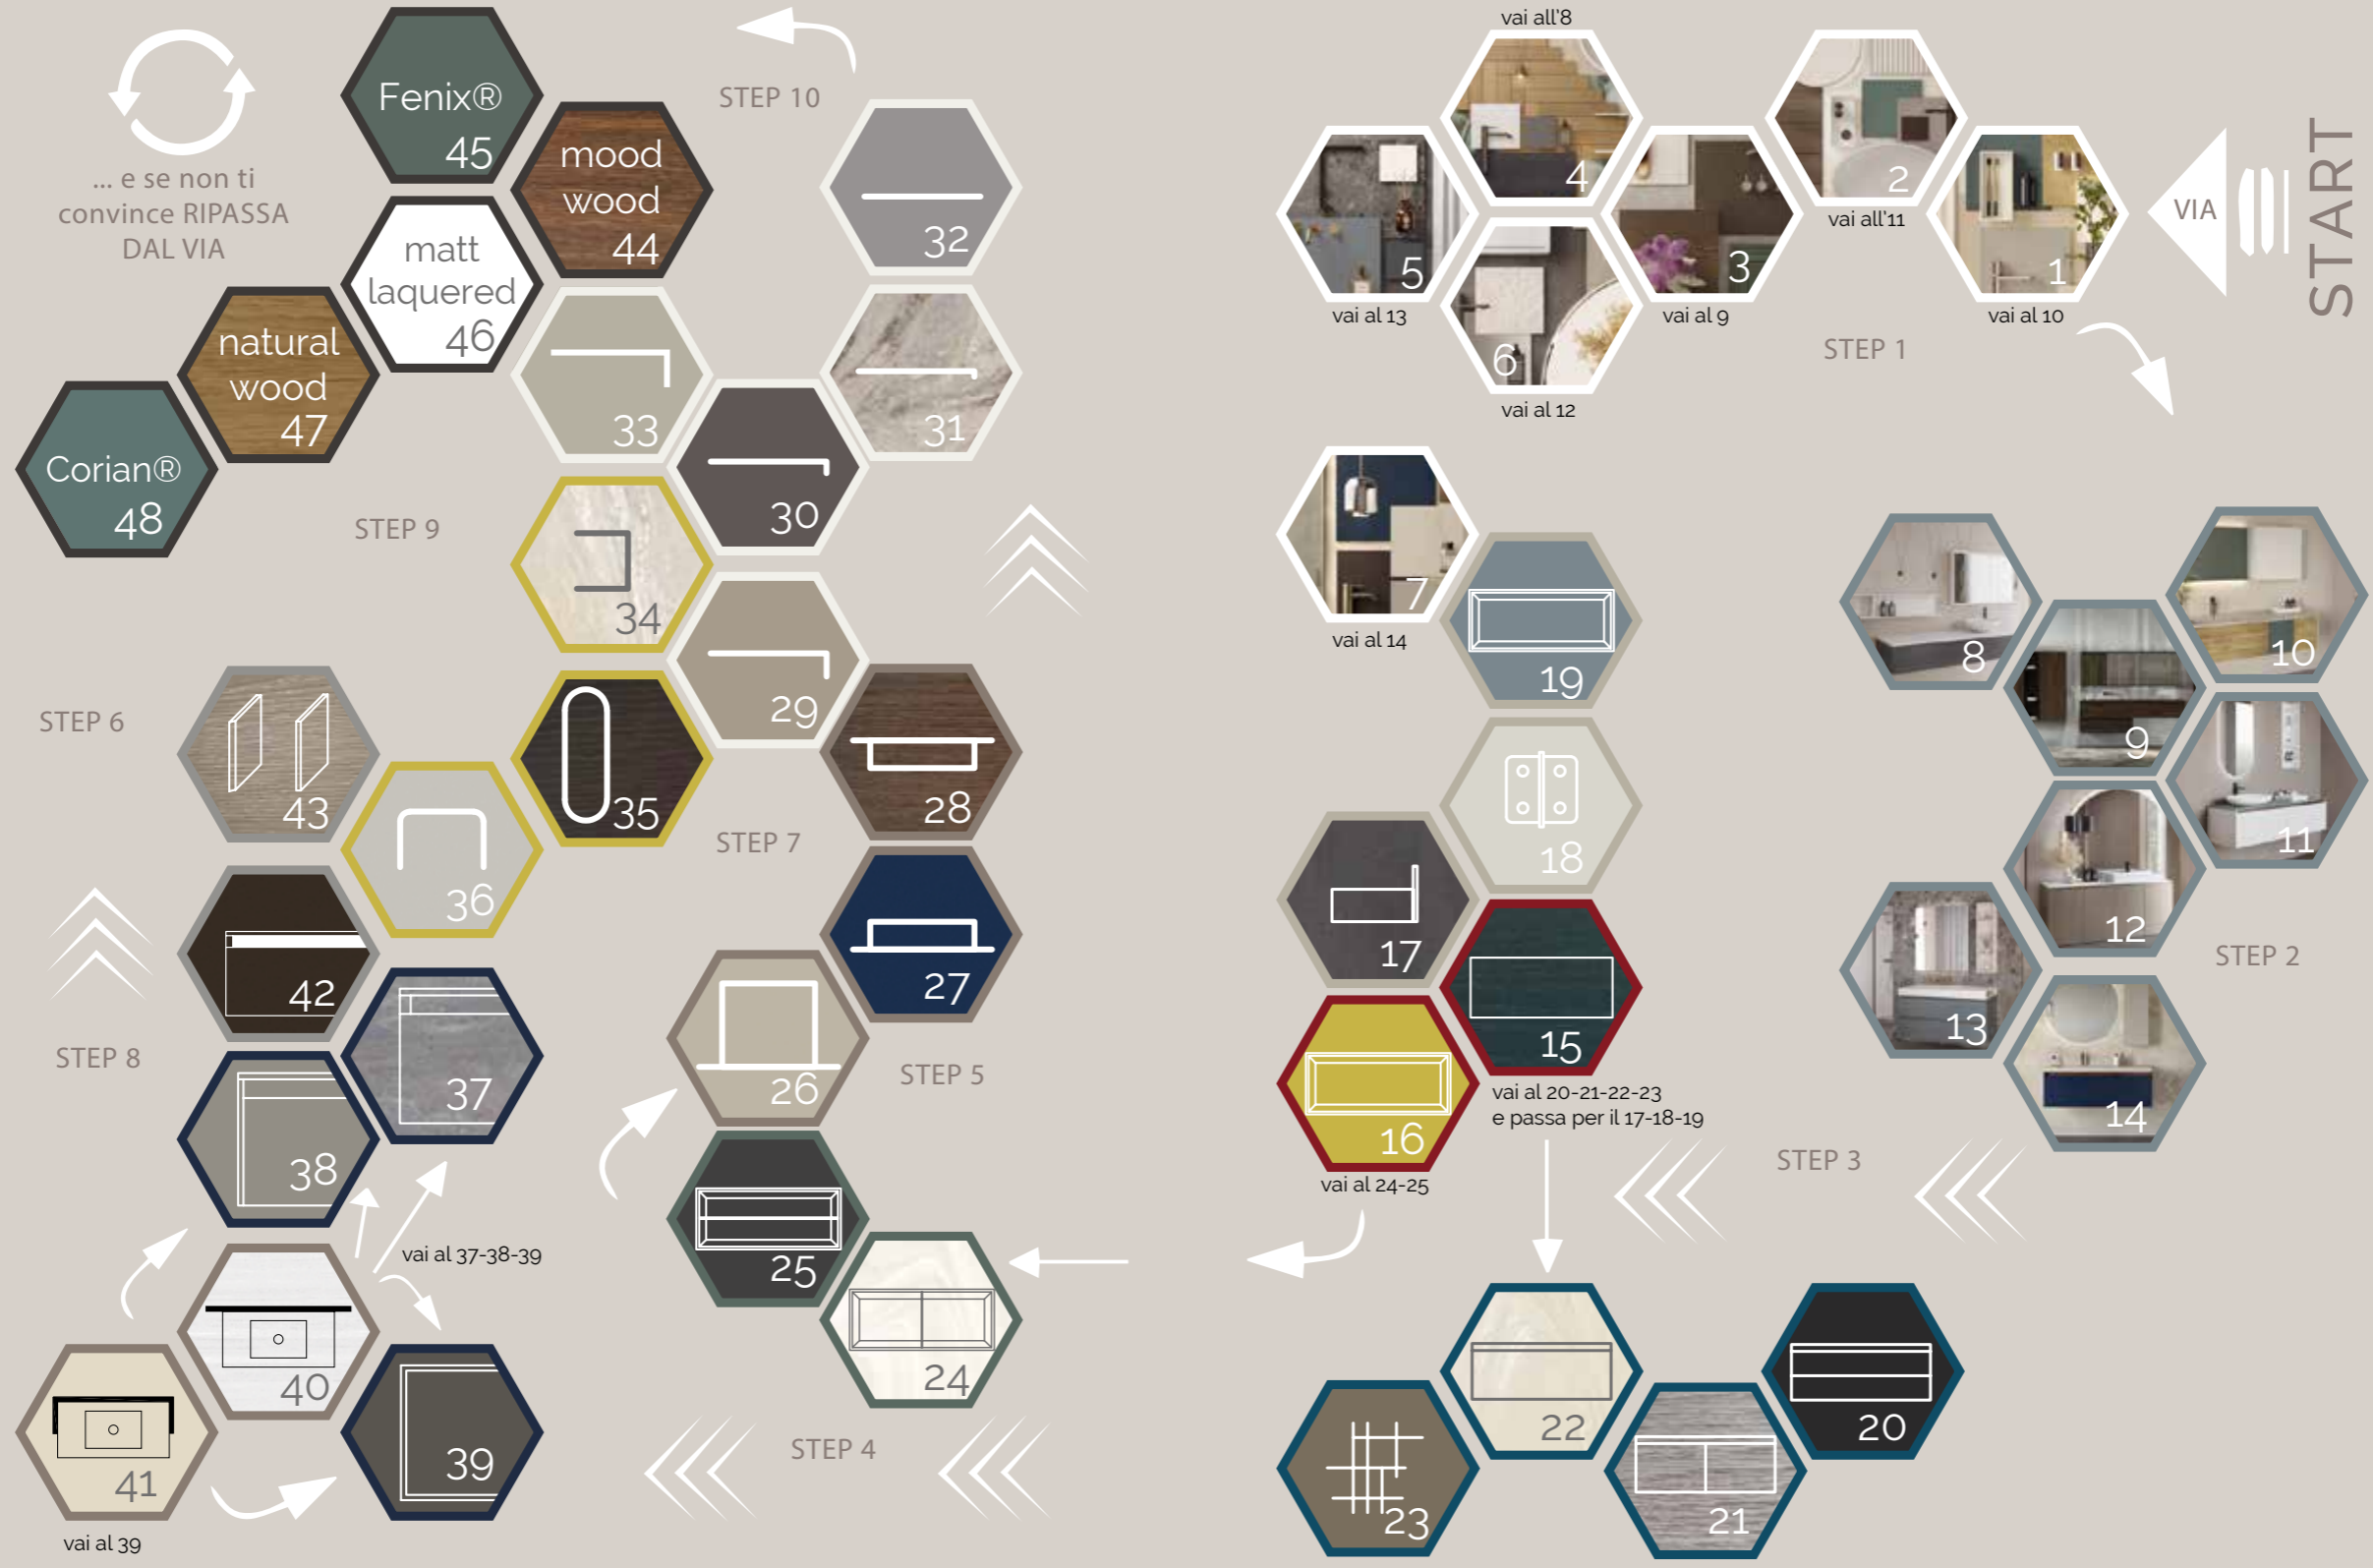 START
VIA
STEP 1
1
vai al 10
2
vai all'11
3
vai al 9
vai all'8
4
5
vai al 13
6
vai al 12
7
vai al 14
STEP 2
8
9
10
11
12
13
14
STEP 3
15
vai al 20-21-22-23
e passa per il 17-18-19
16
vai al 24-25
17
18
19
20
21
22
23
STEP 4
24
25
STEP 5
26
27
28
STEP 7
29
30
31
32
33
34
35
36
STEP 8
37
38
39
vai al 37-38-39
40
41
vai al 39
STEP 6
42
43
STEP 9
STEP 10
mood
wood
44
Fenix®
45
matt
laquered
46
natural
wood
47
Corian®
48
... e se non ti
convince RIPASSA
DAL VIA